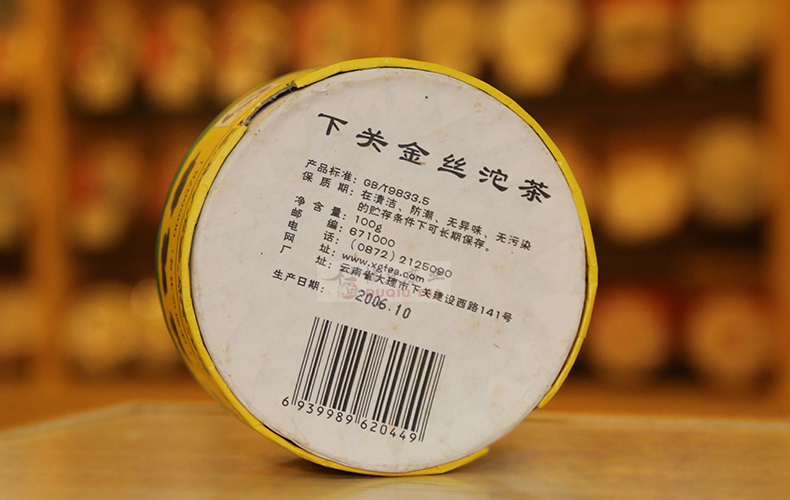 下关金丝沱茶
产品标准：GB/T9833.5
保质期：在清洁、防潮、无异味、无污染
的贮存条件下可长期保存。
净含量：100g
邮编：671000
电话：(0872) 2125090
网址：www.xgtea.com
厂址：云南省大理市下关建设西路141号
生产日期：
2006.10
6939989620449